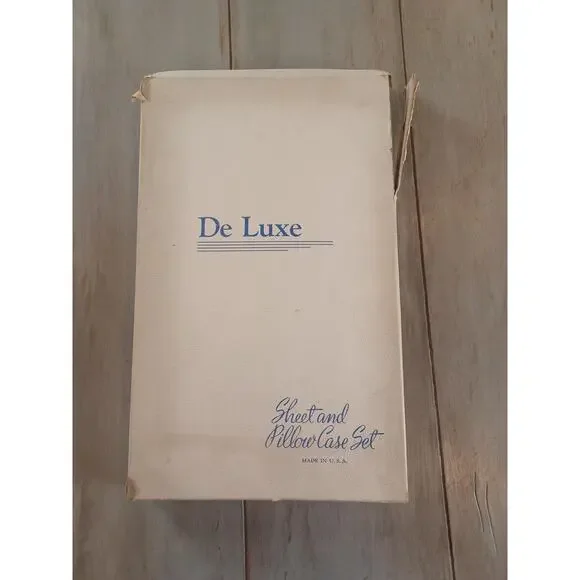 De Luxe
Sheet and
Pillow Case Set
MADE IN U.S.A.